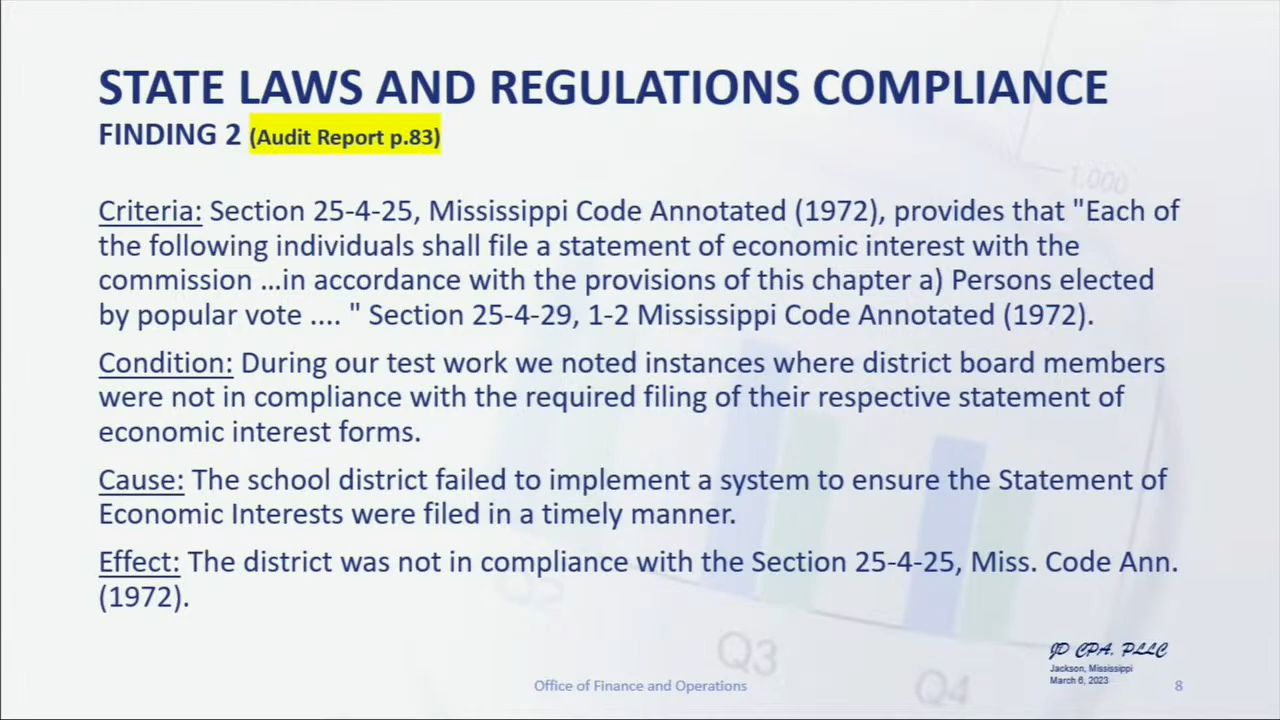 STATE LAWS AND REGULATIONS COMPLIANCE
FINDING 2 (Audit Report p.83)
Criteria: Section 25-4-25, Mississippi Code Annotated (1972), provides that "Each of
the following individuals shall file a statement of economic interest with the
commission …in accordance with the provisions of this chapter a) Persons elected
by popular vote .... " Section 25-4-29, 1-2 Mississippi Code Annotated (1972).
Condition: During our test work we noted instances where district board members
were not in compliance with the required filing of their respective statement of
economic interest forms.
Cause: The school district failed to implement a system to ensure the Statement of
Economic Interests were filed in a timely manner.
Effect: The district was not in compliance with the Section 25-4-25, Miss. Code Ann.
(1972).
1,000
Q2
Q3
Q4
JD CPA, PLLC
Jackson, Mississippi
March 6, 2023
Office of Finance and Operations
8